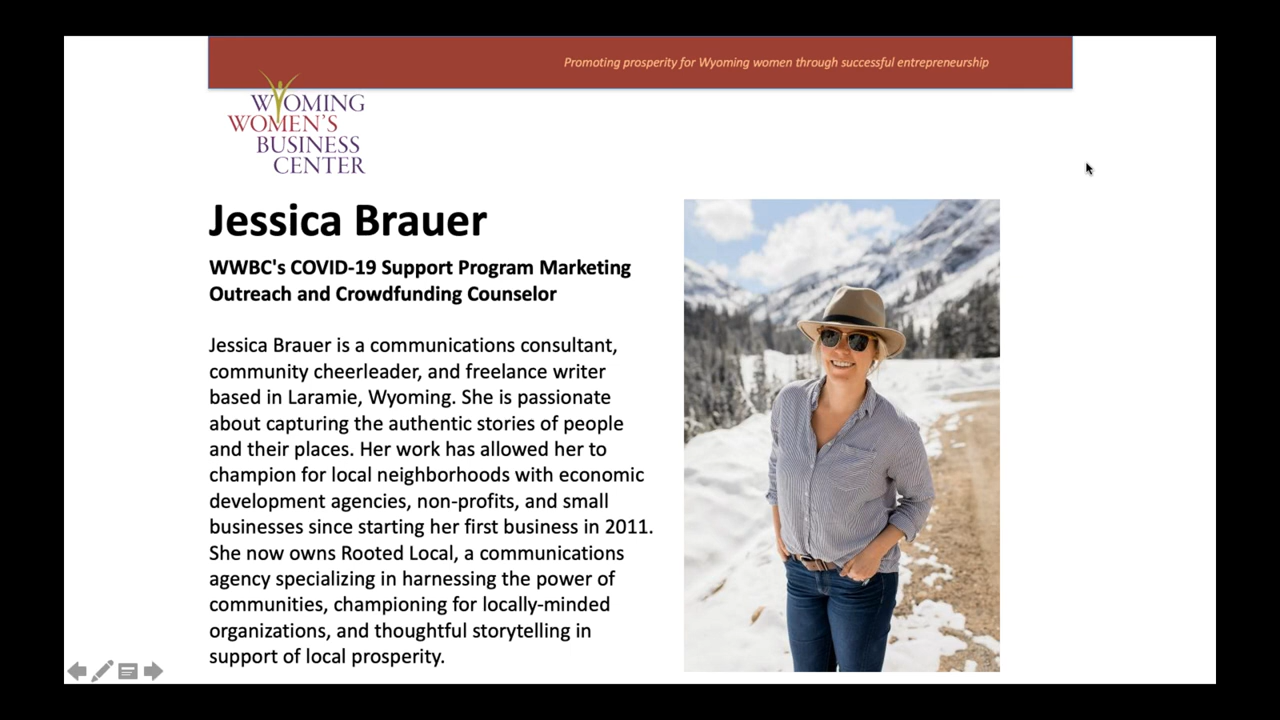 Promoting prosperity for Wyoming women through successful entrepreneurship
WYOMING
WOMEN'S
BUSINESS
CENTER
Jessica Brauer
WWBC's COVID-19 Support Program Marketing
Outreach and Crowdfunding Counselor
Jessica Brauer is a communications consultant,
community cheerleader, and freelance writer
based in Laramie, Wyoming. She is passionate
about capturing the authentic stories of people
and their places. Her work has allowed her to
champion for local neighborhoods with economic
development agencies, non-profits, and small
businesses since starting her first business in 2011.
She now owns Rooted Local, a communications
agency specializing in harnessing the power of
communities, championing for locally-minded
organizations, and thoughtful storytelling in
support of local prosperity.